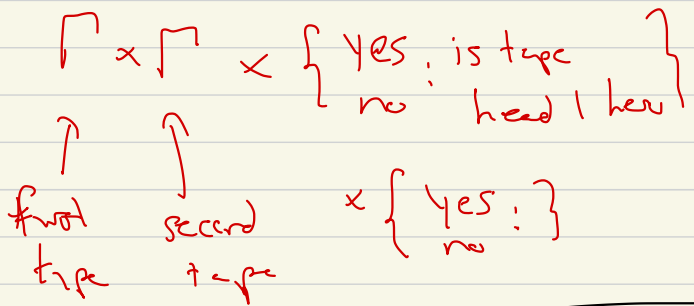 Γ × Γ × { yes : is tape }
no head 1 here
first second × { yes : }
tape tape no